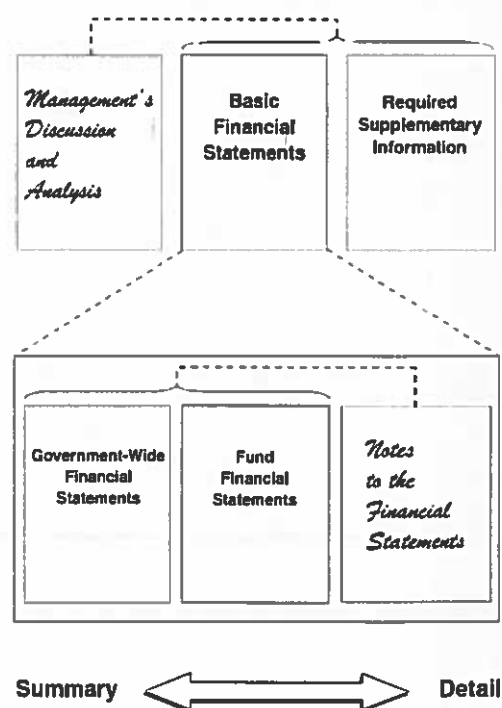 Management's
Discussion
and
Analysis
Basic
Financial
Statements
Required
Supplementary
Information
Government-Wide
Financial
Statements
Fund
Financial
Statements
Notes
to the
Financial
Statements
Summary
Detail